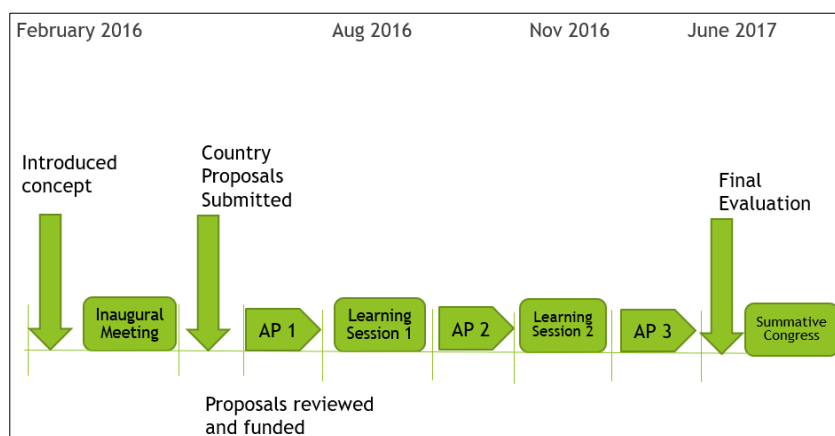 February 2016
Aug 2016
Nov 2016
June 2017
Introduced
concept
Country
Proposals
Submitted
Final
Evaluation
Inaugural
Meeting
AP 1
Learning
Session 1
AP 2
Learning
Session 2
AP 3
Summative
Congress
Proposals reviewed
and funded